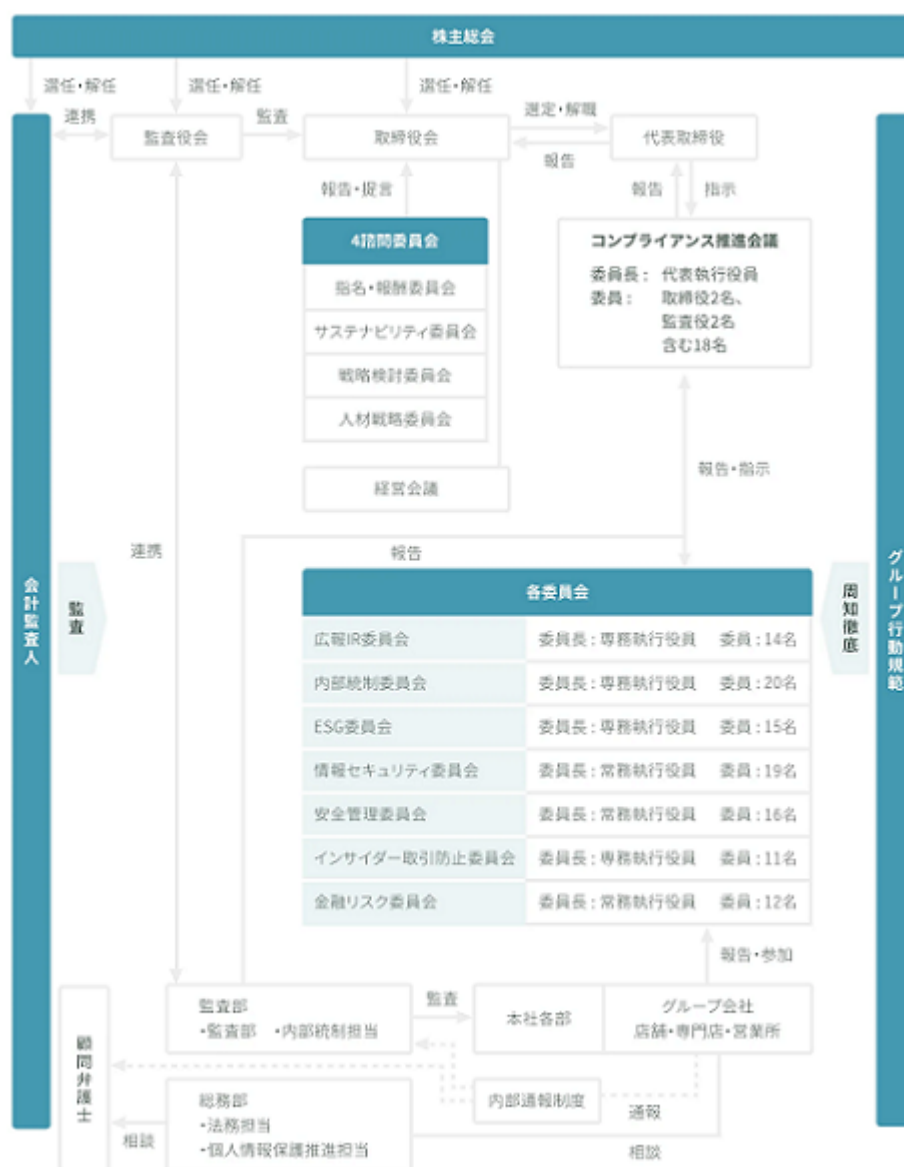 株主総会
選任・解任
選任・解任
選任・解任
連携
監査役会
監査
取締役会
選定・解職
報告
代表取締役
報告・提言
報告
指示
4諮問委員会
指名・報酬委員会
サステナビリティ委員会
戦略検討委員会
人材戦略委員会
経営会議
コンプライアンス推進会議
委員長： 代表執行役員
委員： 取締役2名、
監査役2名
含む18名
報告・指示
連携
報告
会計監査人
監査
周知徹底
グループ行動規範
各委員会
広報IR委員会 委員長：専務執行役員 委員：14名
内部統制委員会 委員長：専務執行役員 委員：20名
ESG委員会 委員長：専務執行役員 委員：15名
情報セキュリティ委員会 委員長：常務執行役員 委員：19名
安全管理委員会 委員長：常務執行役員 委員：16名
インサイダー取引防止委員会 委員長：専務執行役員 委員：11名
金融リスク委員会 委員長：常務執行役員 委員：12名
報告・参加
監査部
・監査部 ・内部統制担当
監査
本社各部
グループ会社
店舗・専門店・営業所
顧問弁護士
総務部
・法務担当
・個人情報保護推進担当
相談
内部通報制度
通報
相談